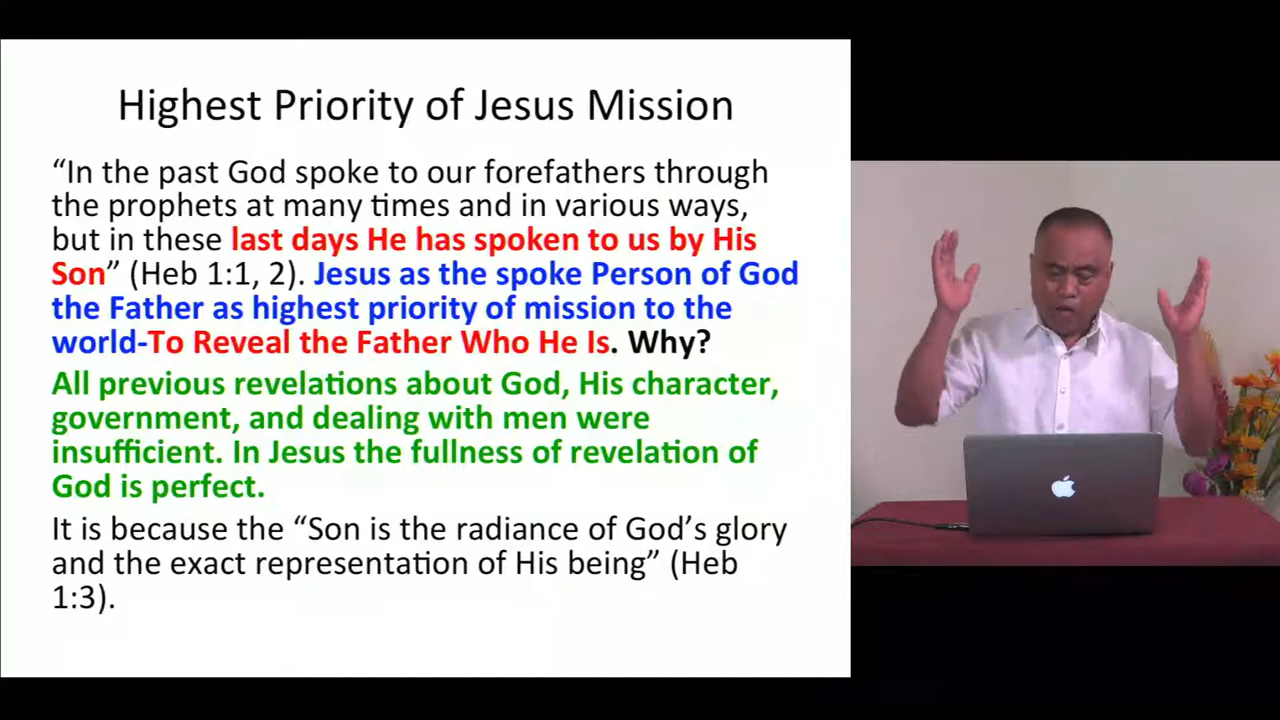 Highest Priority of Jesus Mission
“In the past God spoke to our forefathers through
the prophets at many times and in various ways,
but in these last days He has spoken to us by His
Son” (Heb 1:1, 2). Jesus as the spoke Person of God
the Father as highest priority of mission to the
world-To Reveal the Father Who He Is. Why?
All previous revelations about God, His character,
government, and dealing with men were
insufficient. In Jesus the fullness of revelation of
God is perfect.
It is because the “Son is the radiance of God’s glory
and the exact representation of His being” (Heb
1:3).